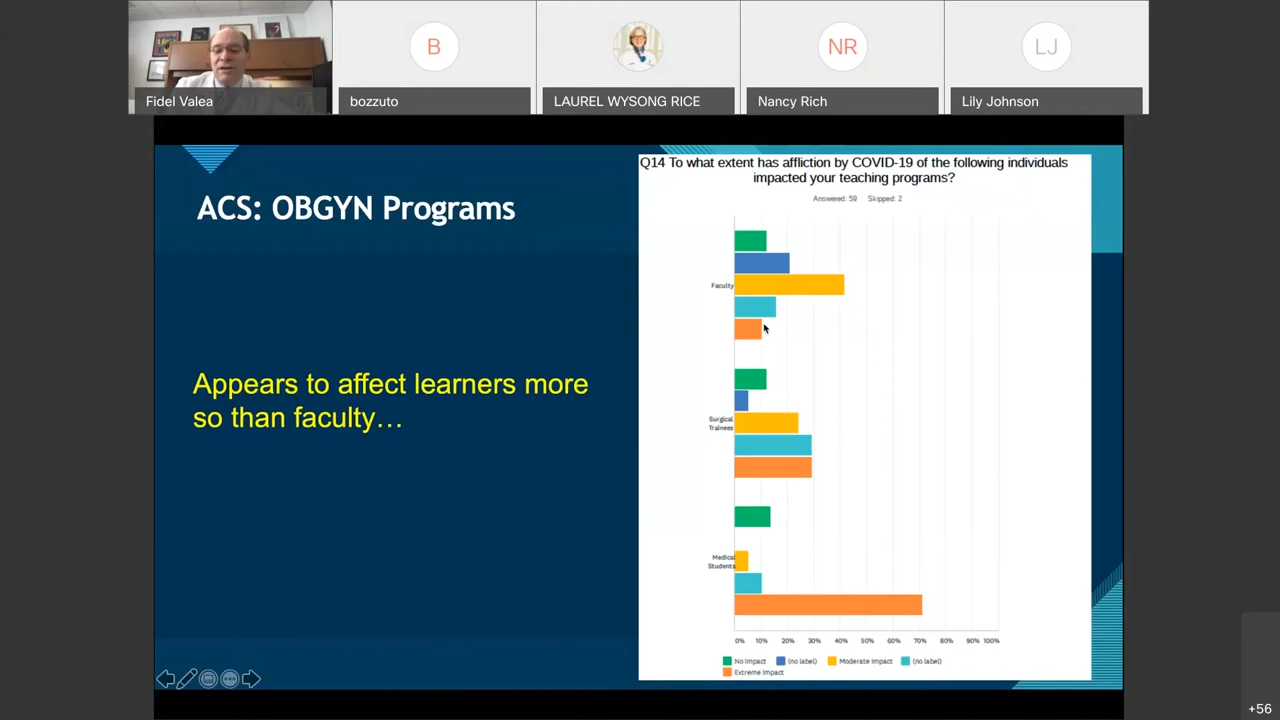 B
NR
LJ
Fidel Valea
bozzuto
LAUREL WYSONG RICE
Nancy Rich
Lily Johnson
ACS: OBGYN Programs
Appears to affect learners more
so than faculty…
Q14 To what extent has affliction by COVID-19 of the following individuals
impacted your teaching programs?
Answered: 59 Skipped: 2
Faculty
Surgical
Trainees
Medical
Students
0% 10% 20% 30% 40% 50% 60% 70% 80% 90% 100%
No Impact (no label) Moderate Impact (no label)
Extreme Impact
+56